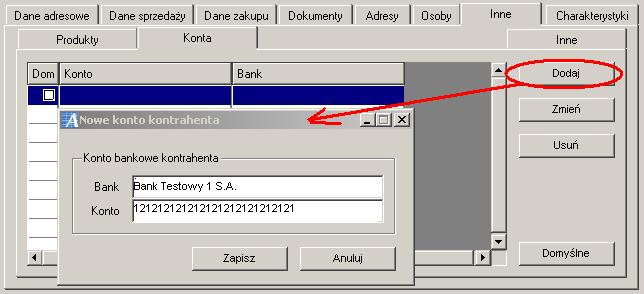 Dane adresowe Dane sprzedaży Dane zakupu Dokumenty Adresy Osoby Inne Charakterystyki
Produkty Konta Inne
Dom Konto Bank
Dodaj
Zmień
Usuń
Domyślne
Nowe konto kontrahenta
Konto bankowe kontrahenta
Bank Bank Testowy 1 S.A.
Konto 12121212121212121212121212121
Zapisz Anuluj